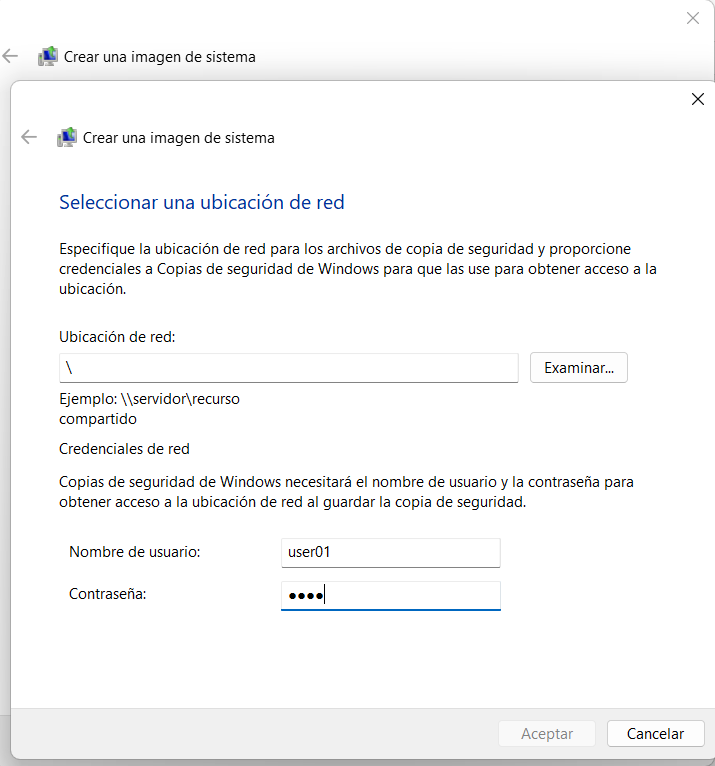 Crear una imagen de sistema
Crear una imagen de sistema
Seleccionar una ubicación de red
Especifique la ubicación de red para los archivos de copia de seguridad y proporcione
credenciales a Copias de seguridad de Windows para que las use para obtener acceso a la
ubicación.
Ubicación de red:
\
Examinar...
Ejemplo: \\servidor\recurso
compartido
Credenciales de red
Copias de seguridad de Windows necesitará el nombre de usuario y la contraseña para
obtener acceso a la ubicación de red al guardar la copia de seguridad.
Nombre de usuario:
user01
Contraseña:
●●●●
Aceptar
Cancelar